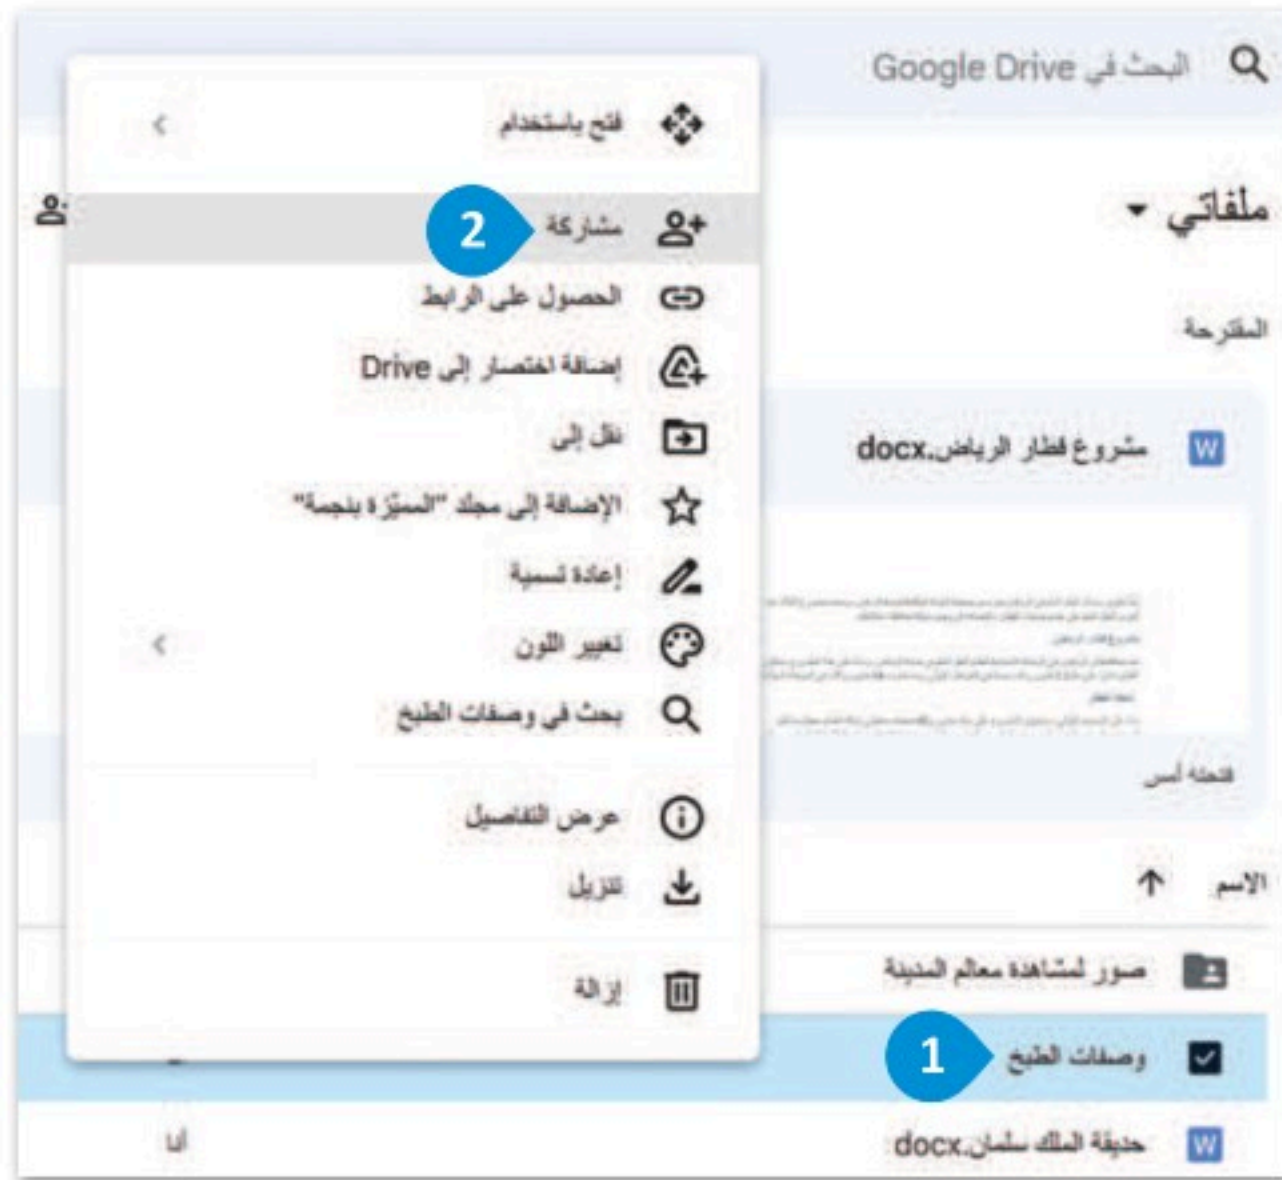 البحث في Google Drive
ملفاتي
المقترحة
مشروع قطار الرياض.docx
فتحته أمس
الاسم
صور لمشاهدة معالم المدينة
1
وصفات الطبخ
حديقة الملك سلمان.docx
أنا
فتح باستخدام
2
مشاركة
الحصول على الرابط
إضافة اختصار إلى Drive
نقل إلى
الإضافة إلى مجلد "المميّزة بنجمة"
إعادة تسمية
تغيير اللون
بحث في وصفات الطبخ
عرض التفاصيل
تنزيل
إزالة